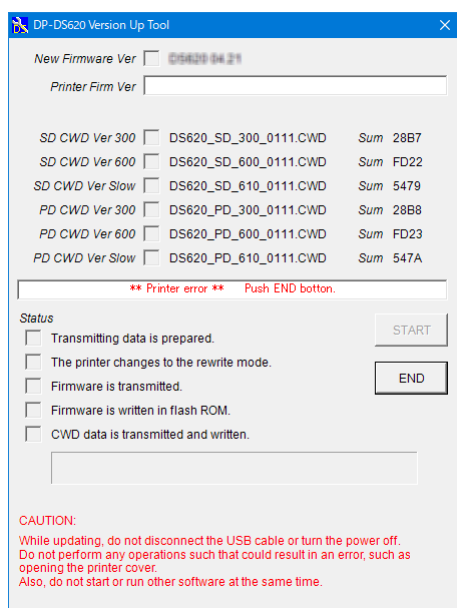 DP-DS620 Version Up Tool
New Firmware Ver
Printer Firm Ver
SD CWD Ver 300 DS620_SD_300_0111.CWD Sum 28B7
SD CWD Ver 600 DS620_SD_600_0111.CWD Sum FD22
SD CWD Ver Slow DS620_SD_610_0111.CWD Sum 5479
PD CWD Ver 300 DS620_PD_300_0111.CWD Sum 28B8
PD CWD Ver 600 DS620_PD_600_0111.CWD Sum FD23
PD CWD Ver Slow DS620_PD_610_0111.CWD Sum 547A
** Printer error ** Push END botton.
Status
START
Transmitting data is prepared.
The printer changes to the rewrite mode.
END
Firmware is transmitted.
Firmware is written in flash ROM.
CWD data is transmitted and written.
CAUTION:
While updating, do not disconnect the USB cable or turn the power off.
Do not perform any operations such that could result in an error, such as
opening the printer cover.
Also, do not start or run other software at the same time.